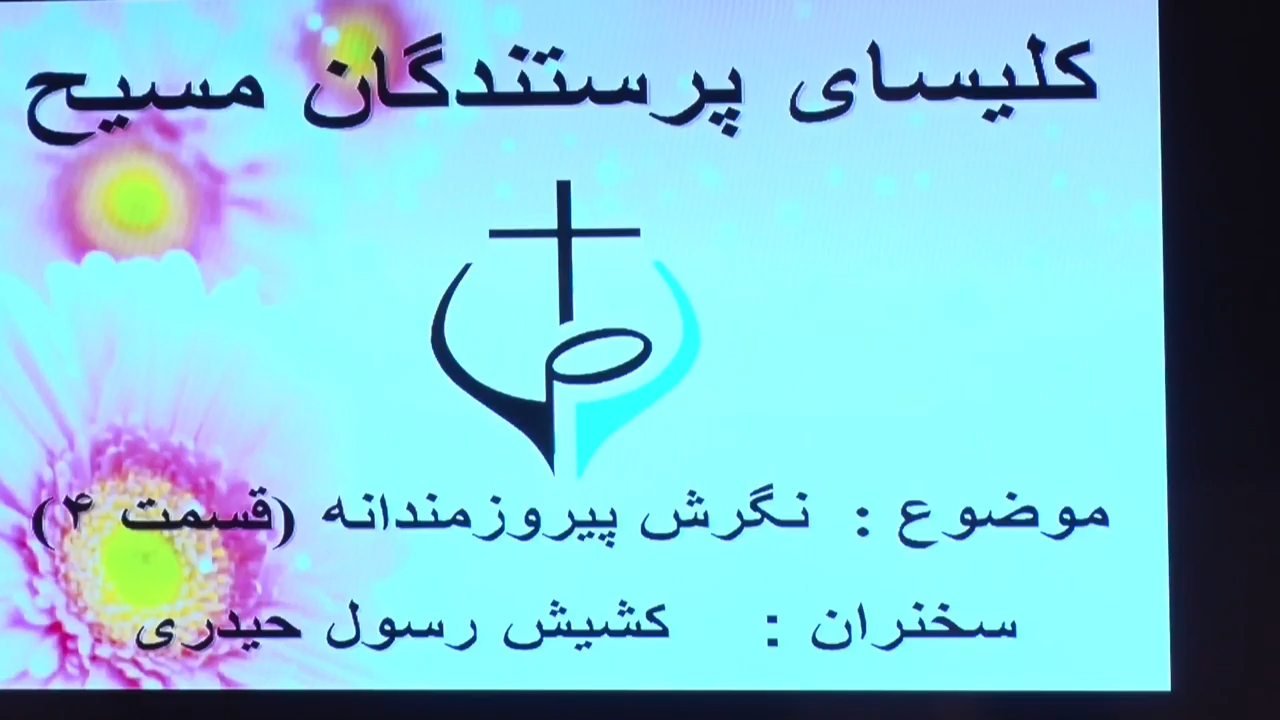 کلیسای پرستندگان مسیح
موضوع : نگرش پیروزمندانه (قسمت ۴)
سخنران : کشیش رسول حیدری